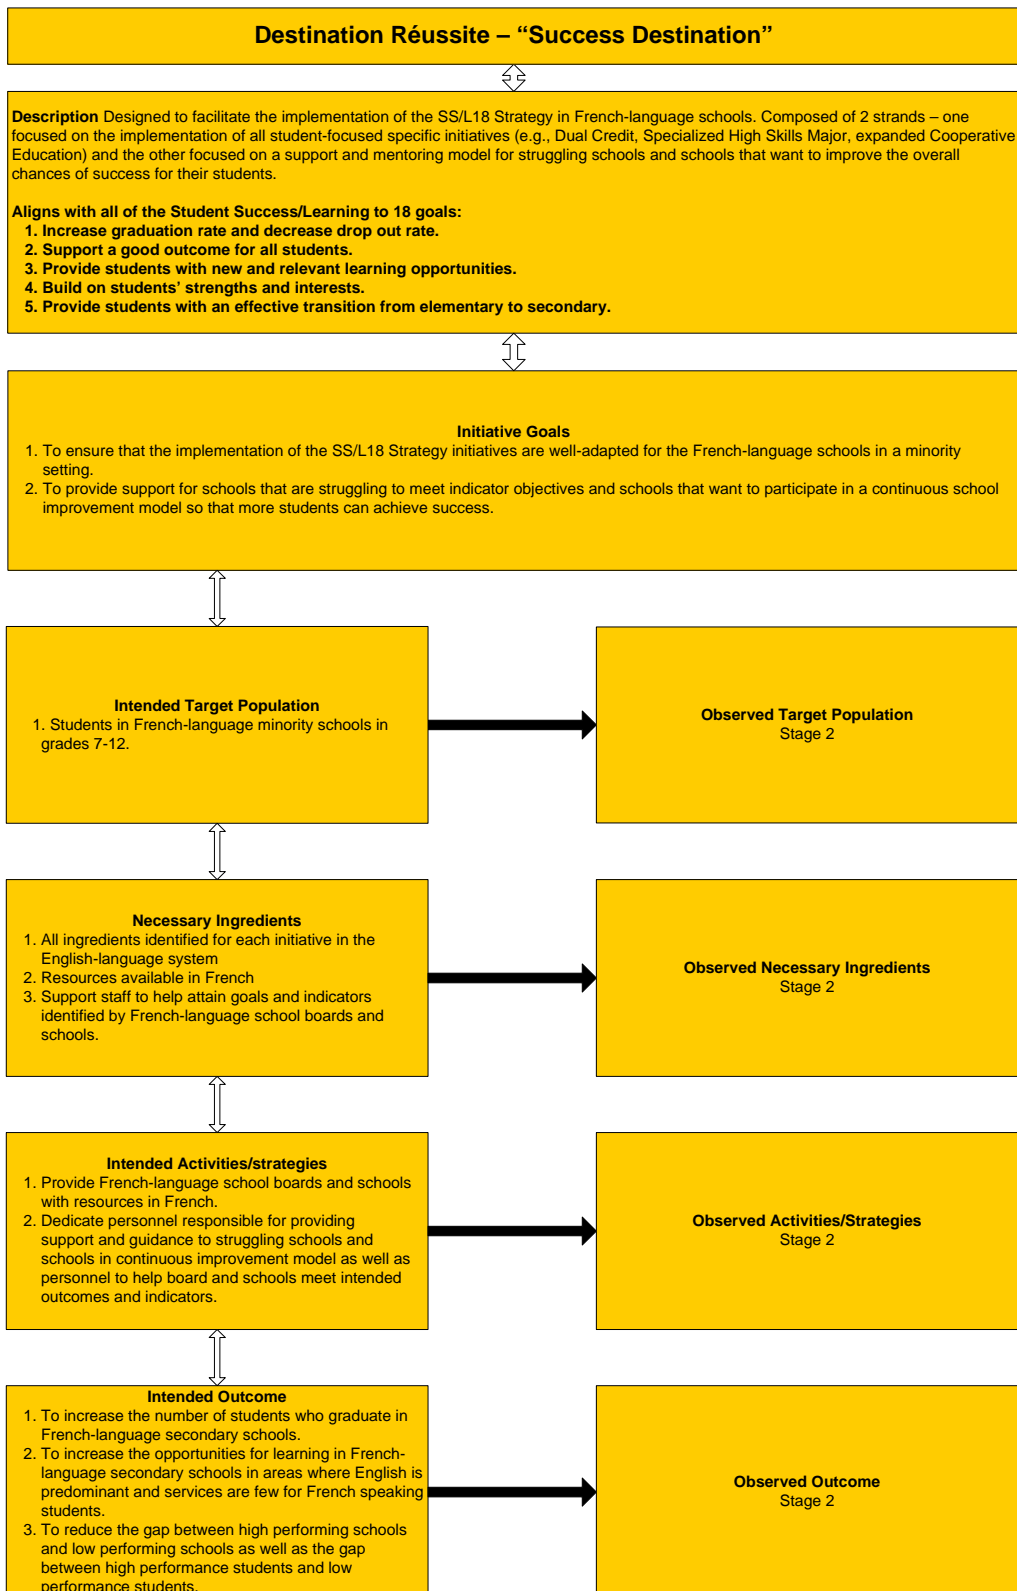 Destination Réussite – “Success Destination”
Description Designed to facilitate the implementation of the SS/L18 Strategy in French-language schools. Composed of 2 strands – one
focused on the implementation of all student-focused specific initiatives (e.g., Dual Credit, Specialized High Skills Major, expanded Cooperative
Education) and the other focused on a support and mentoring model for struggling schools and schools that want to improve the overall
chances of success for their students.
Aligns with all of the Student Success/Learning to 18 goals:
1. Increase graduation rate and decrease drop out rate.
2. Support a good outcome for all students.
3. Provide students with new and relevant learning opportunities.
4. Build on students’ strengths and interests.
5. Provide students with an effective transition from elementary to secondary.
Initiative Goals
1. To ensure that the implementation of the SS/L18 Strategy initiatives are well-adapted for the French-language schools in a minority
setting.
2. To provide support for schools that are struggling to meet indicator objectives and schools that want to participate in a continuous school
improvement model so that more students can achieve success.
Intended Target Population
1. Students in French-language minority schools in
grades 7-12.
Observed Target Population
Stage 2
Necessary Ingredients
1. All ingredients identified for each initiative in the
English-language system
2. Resources available in French
3. Support staff to help attain goals and indicators
identified by French-language school boards and
schools.
Observed Necessary Ingredients
Stage 2
Intended Activities/strategies
1. Provide French-language school boards and schools
with resources in French.
2. Dedicate personnel responsible for providing
support and guidance to struggling schools and
schools in continuous improvement model as well as
personnel to help board and schools meet intended
outcomes and indicators.
Observed Activities/Strategies
Stage 2
Intended Outcome
1. To increase the number of students who graduate in
French-language secondary schools.
2. To increase the opportunities for learning in French-
language secondary schools in areas where English is
predominant and services are few for French speaking
students.
3. To reduce the gap between high performing schools
and low performing schools as well as the gap
between high performance students and low
performance students.
Observed Outcome
Stage 2